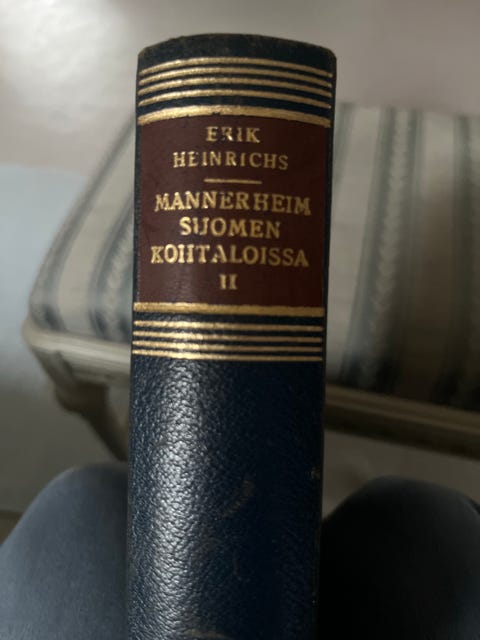 ERIK
HEINRICHS
MANNERHEIM
SUOMEN
KOHTALOISSA
II